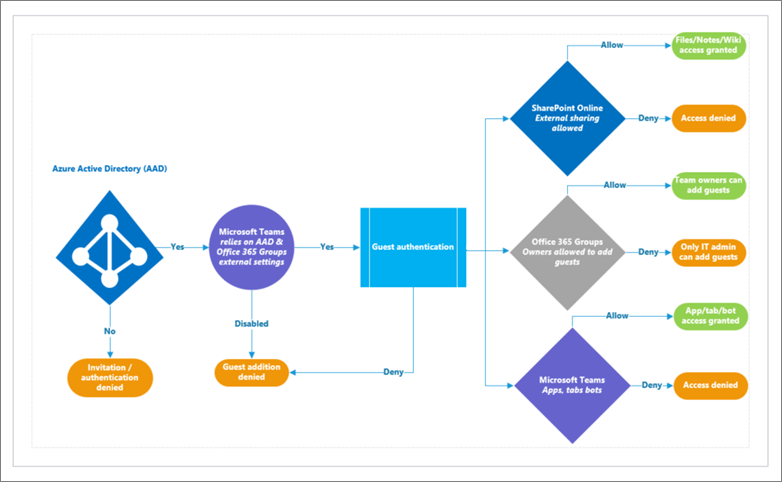 Azure Active Directory (AAD)
Yes
No
Invitation /
authentication
denied
Microsoft Teams
relies on AAD &
Office 365 Groups
external settings
Yes
Disabled
Guest addition
denied
Guest authentication
Deny
SharePoint Online
External sharing
allowed
Allow
Files/Notes/Wiki
access granted
Deny
Access denied
Office 365 Groups
Owners allowed to add
guests
Allow
Team owners can
add guests
Deny
Only IT admin
can add guests
Microsoft Teams
Apps, tabs bots
Allow
App/tab/bot
access granted
Deny
Access denied